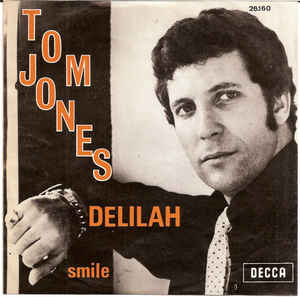 26160
TOM
JONES
DELILAH
smile
DECCA